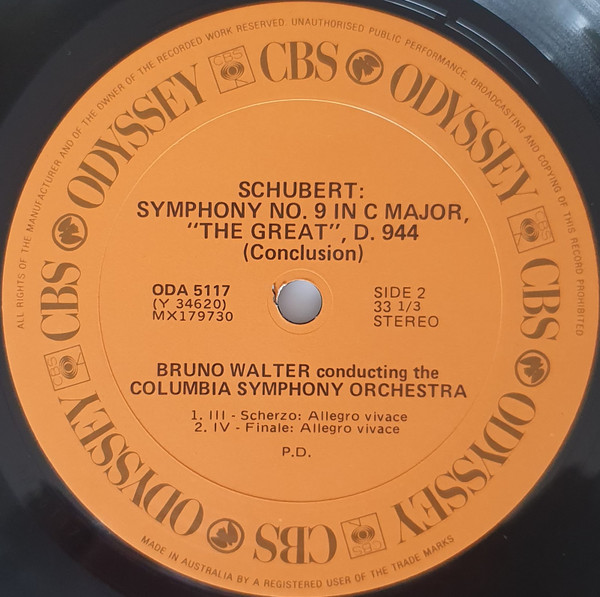 ALL RIGHTS OF THE MANUFACTURER AND OF THE OWNER OF THE RECORDED WORK RESERVED. UNAUTHORISED PUBLIC PERFORMANCE, BROADCASTING AND COPYING OF THIS RECORD PROHIBITED
ODYSSEY CBS CBS ODYSSEY CBS CBS ODYSSEY CBS CBS ODYSSEY CBS CBS
SCHUBERT:
SYMPHONY NO. 9 IN C MAJOR,
"THE GREAT", D. 944
(Conclusion)
ODA 5117
(Y 34620)
MX179730
SIDE 2
33 1/3
STEREO
BRUNO WALTER conducting the
COLUMBIA SYMPHONY ORCHESTRA
1. III - Scherzo: Allegro vivace
2. IV - Finale: Allegro vivace
P.D.
MADE IN AUSTRALIA BY A REGISTERED USER OF THE TRADE MARKS